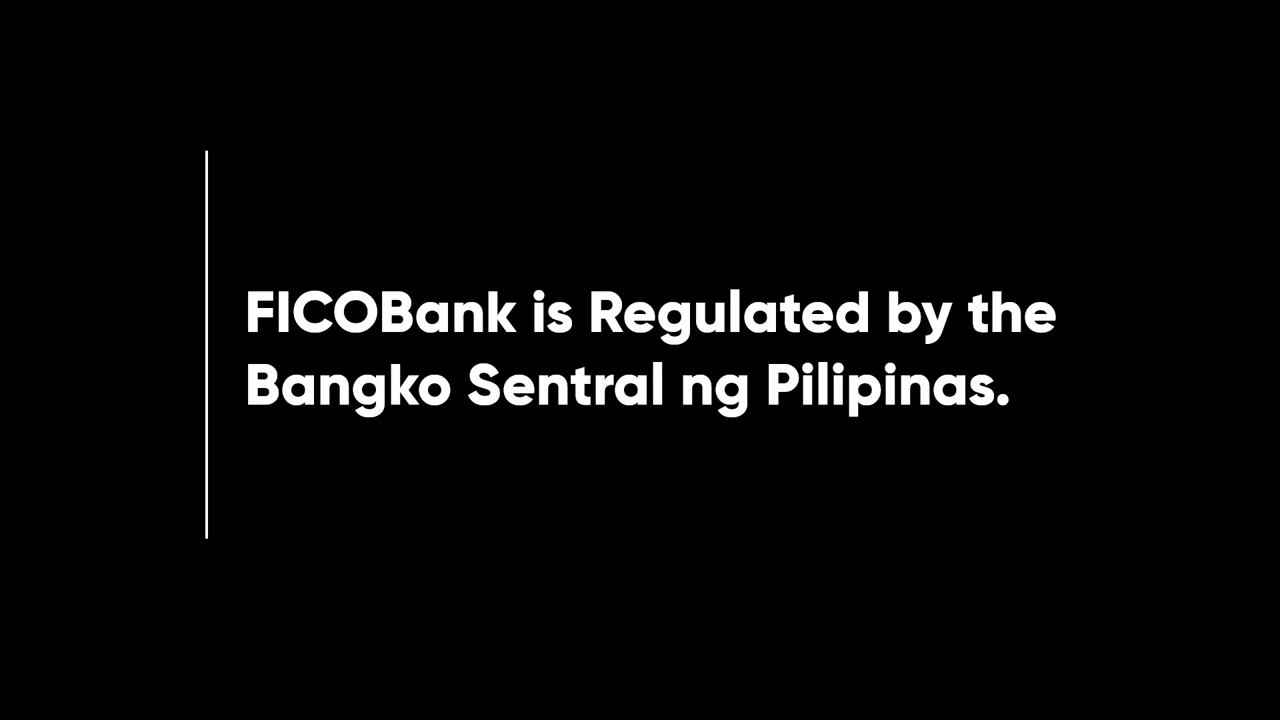 FICOBank is Regulated by the
Bangko Sentral ng Pilipinas.